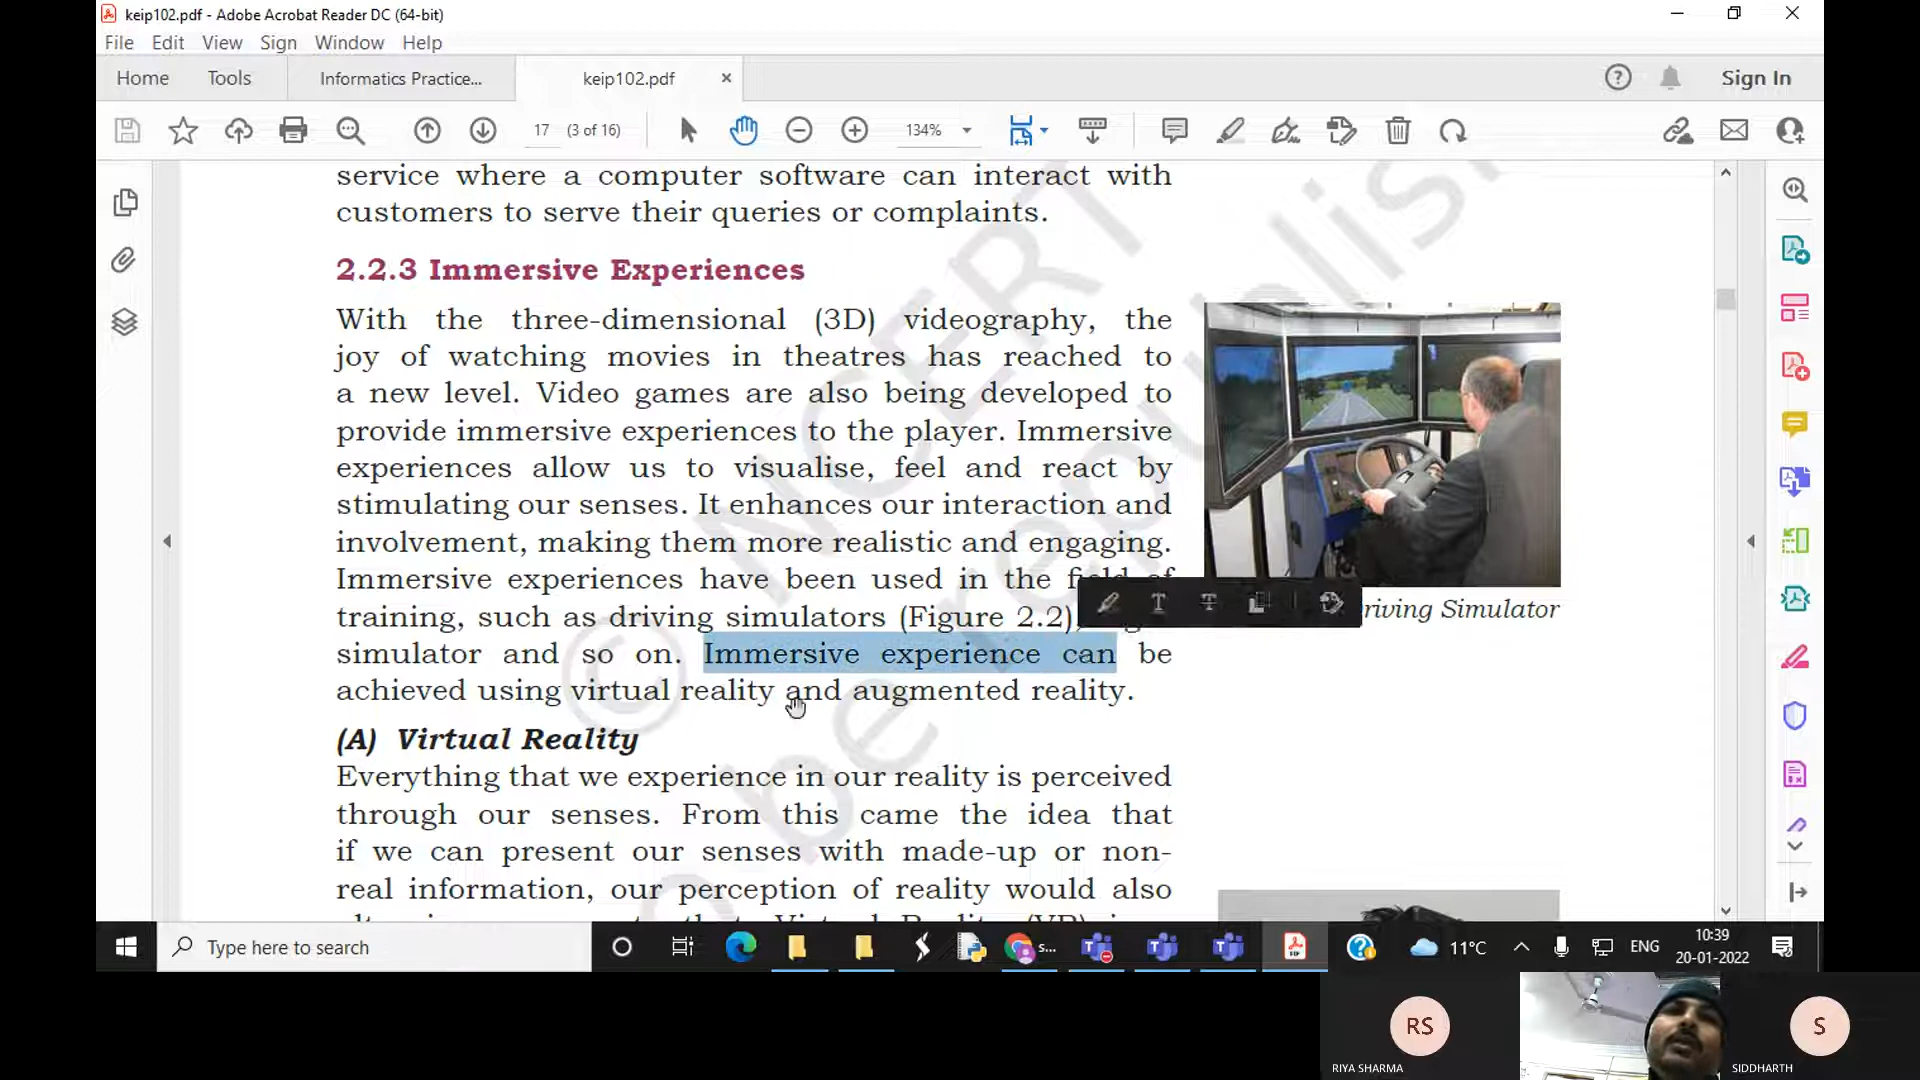 keip102.pdf - Adobe Acrobat Reader DC (64-bit)
File Edit View Sign Window Help
Home Tools Informatics Practice... keip102.pdf Sign In
17 (3 of 16) 134%
service where a computer software can interact with
customers to serve their queries or complaints.
2.2.3 Immersive Experiences
With the three-dimensional (3D) videography, the
joy of watching movies in theatres has reached to
a new level. Video games are also being developed to
provide immersive experiences to the player. Immersive
experiences allow us to visualise, feel and react by
stimulating our senses. It enhances our interaction and
involvement, making them more realistic and engaging.
Immersive experiences have been used in the field of
training, such as driving simulators (Figure 2.2),
simulator and so on. Immersive experience can be
achieved using virtual reality and augmented reality.
riving Simulator
(A) Virtual Reality
Everything that we experience in our reality is perceived
through our senses. From this came the idea that
if we can present our senses with made-up or non-
real information, our perception of reality would also
© NCERT
be republis
Type here to search
s...
11°C
ENG
10:39
20-01-2022
RS
RIYA SHARMA
S
SIDDHARTH